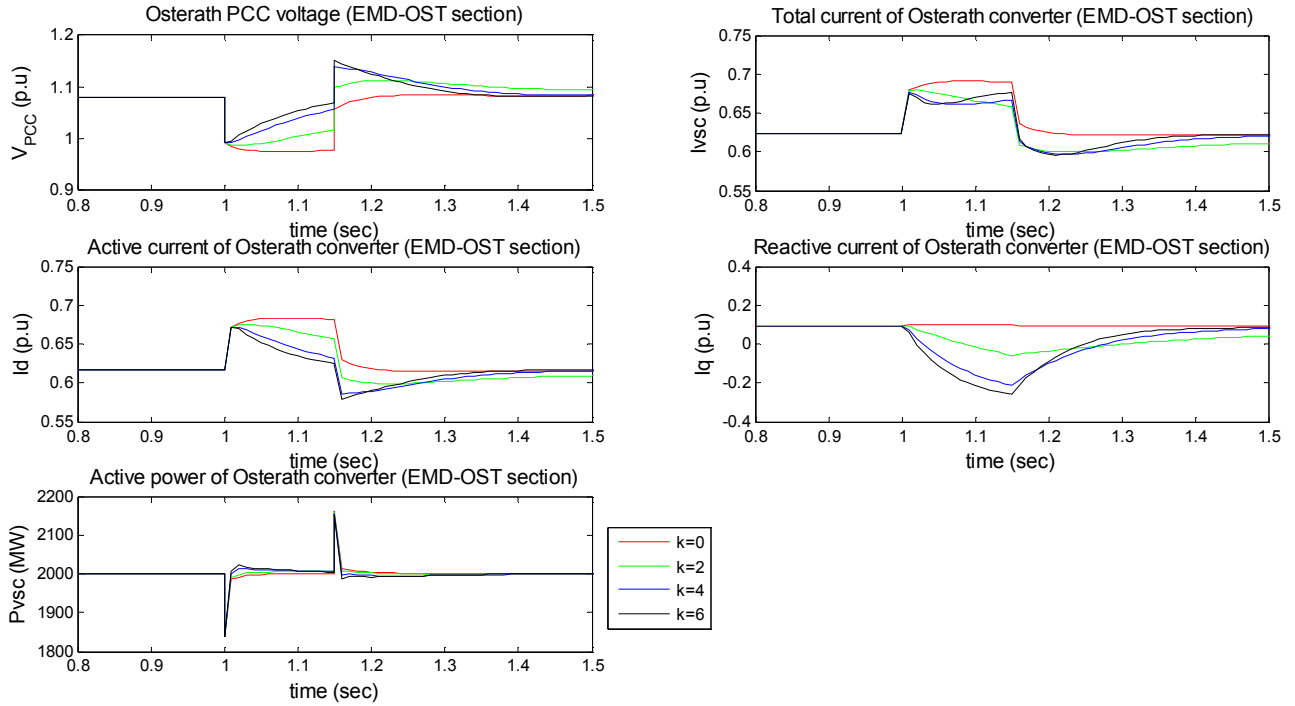 Osterath PCC voltage (EMD-OST section)
1.2
1.1
1
0.9
V_PCC (p.u)
0.8 0.9 1 1.1 1.2 1.3 1.4 1.5
time (sec)
Total current of Osterath converter (EMD-OST section)
0.75
0.7
0.65
0.6
0.55
Ivsc (p.u)
0.8 0.9 1 1.1 1.2 1.3 1.4 1.5
time (sec)
Active current of Osterath converter (EMD-OST section)
0.75
0.7
0.65
0.6
0.55
Id (p.u)
0.8 0.9 1 1.1 1.2 1.3 1.4 1.5
time (sec)
Reactive current of Osterath converter (EMD-OST section)
0.4
0.2
0
-0.2
-0.4
Iq (p.u)
0.8 0.9 1 1.1 1.2 1.3 1.4 1.5
time (sec)
Active power of Osterath converter (EMD-OST section)
2200
2100
2000
1900
1800
Pvsc (MW)
0.8 0.9 1 1.1 1.2 1.3 1.4 1.5
time (sec)
k=0
k=2
k=4
k=6